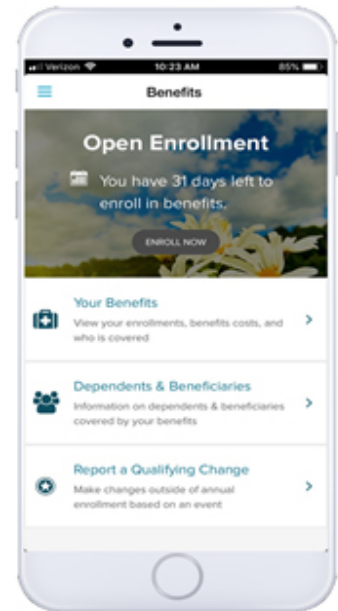 Verizon 10:23 AM 85%
Benefits
Open Enrollment
You have 31 days left to
enroll in benefits.
ENROLL NOW
Your Benefits
View your enrollments, benefits costs, and
who is covered
Dependents & Beneficiaries
Information on dependents & beneficiaries
covered by your benefits
Report a Qualifying Change
Make changes outside of annual
enrollment based on an event